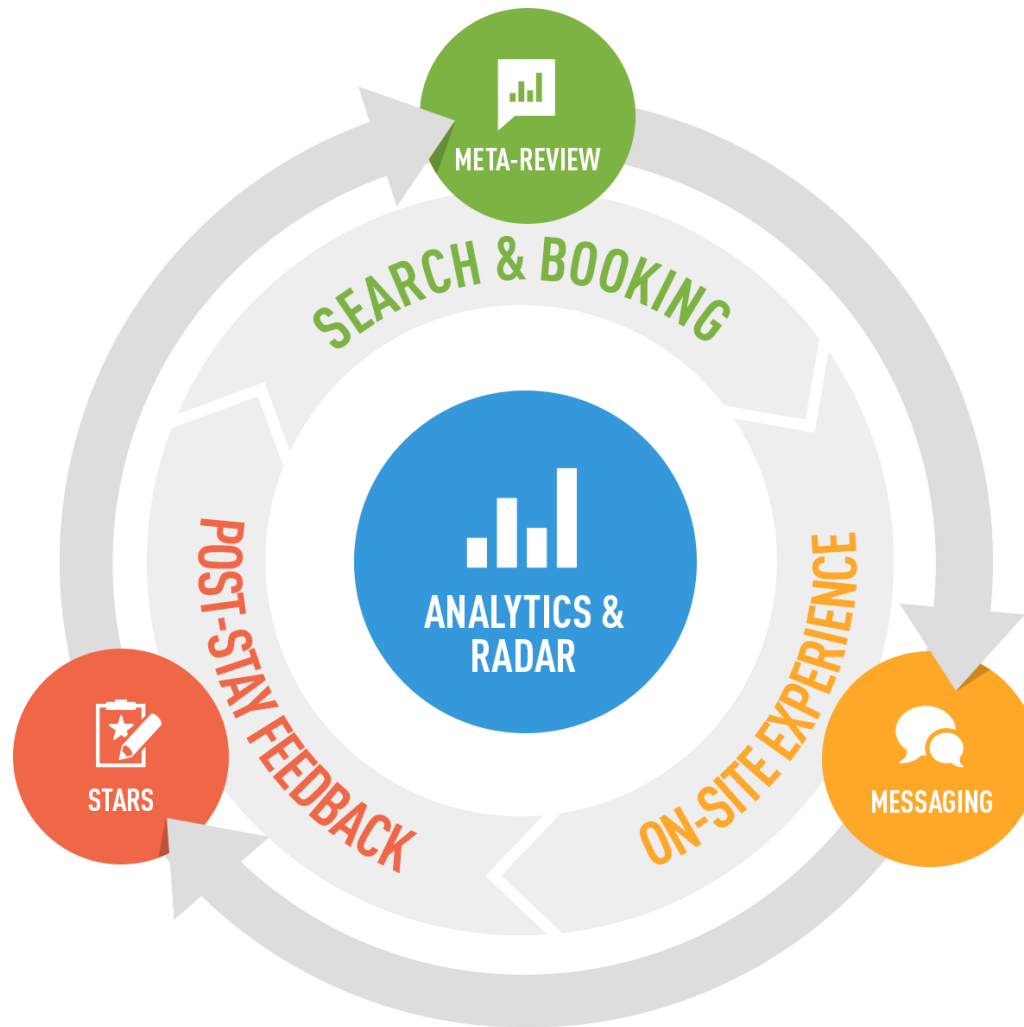 META-REVIEW
SEARCH & BOOKING
ANALYTICS &
RADAR
POST-STAY FEEDBACK
ON-SITE EXPERIENCE
STARS
MESSAGING